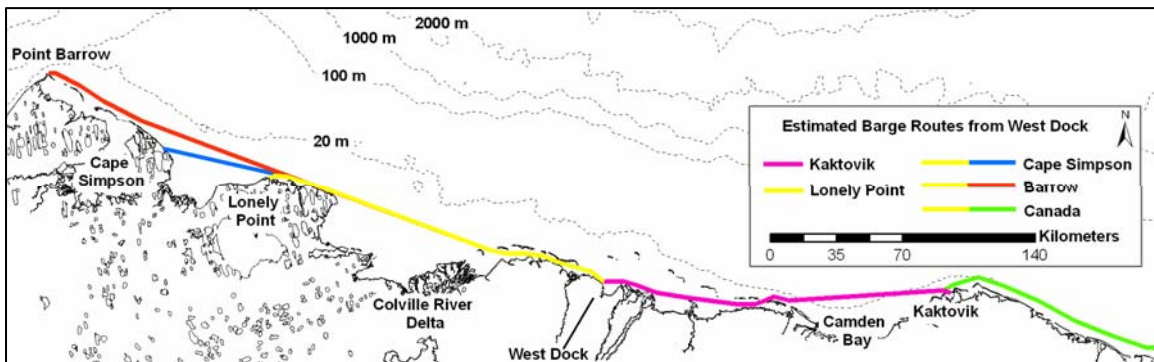 2000 m
1000 m
Point Barrow
100 m
20 m
Cape
Simpson
Lonely
Point
Colville River
Delta
West Dock
Camden
Bay
Kaktovik
N
Estimated Barge Routes from West Dock
Kaktovik
Cape Simpson
Lonely Point
Barrow
Canada
Kilometers
0 35 70 140